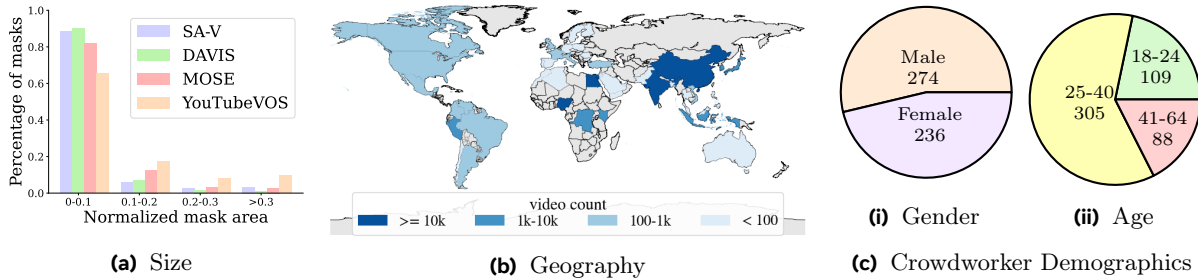 Percentage of masks
1.0
0.8
0.6
0.4
0.2
0.0
SA-V
DAVIS
MOSE
YouTubeVOS
0-0.1
0.1-0.2
0.2-0.3
>0.3
Normalized mask area
(a) Size
video count
>= 10k
1k-10k
100-1k
< 100
(b) Geography
Male
274
Female
236
(i) Gender
18-24
109
25-40
305
41-64
88
(ii) Age
(c) Crowdworker Demographics